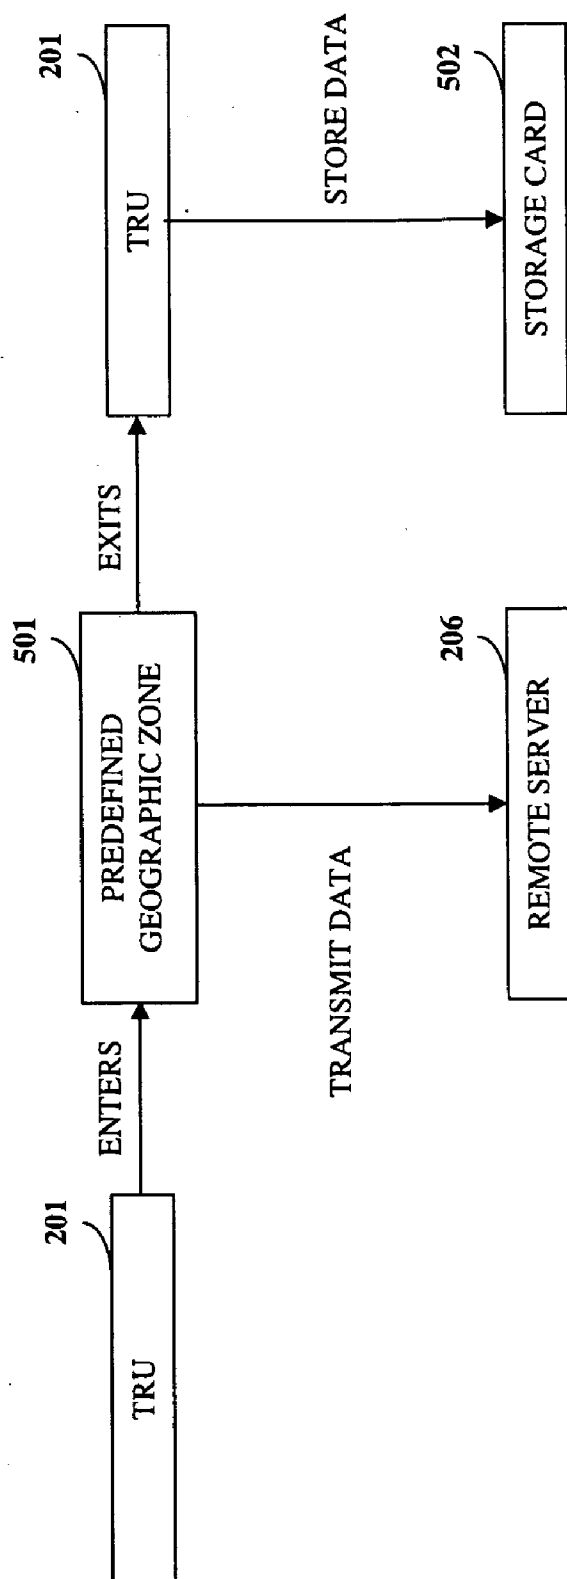 201
TRU
ENTERS
501
PREDEFINED
GEOGRAPHIC ZONE
EXITS
201
TRU
TRANSMIT DATA
STORE DATA
206
REMOTE SERVER
502
STORAGE CARD